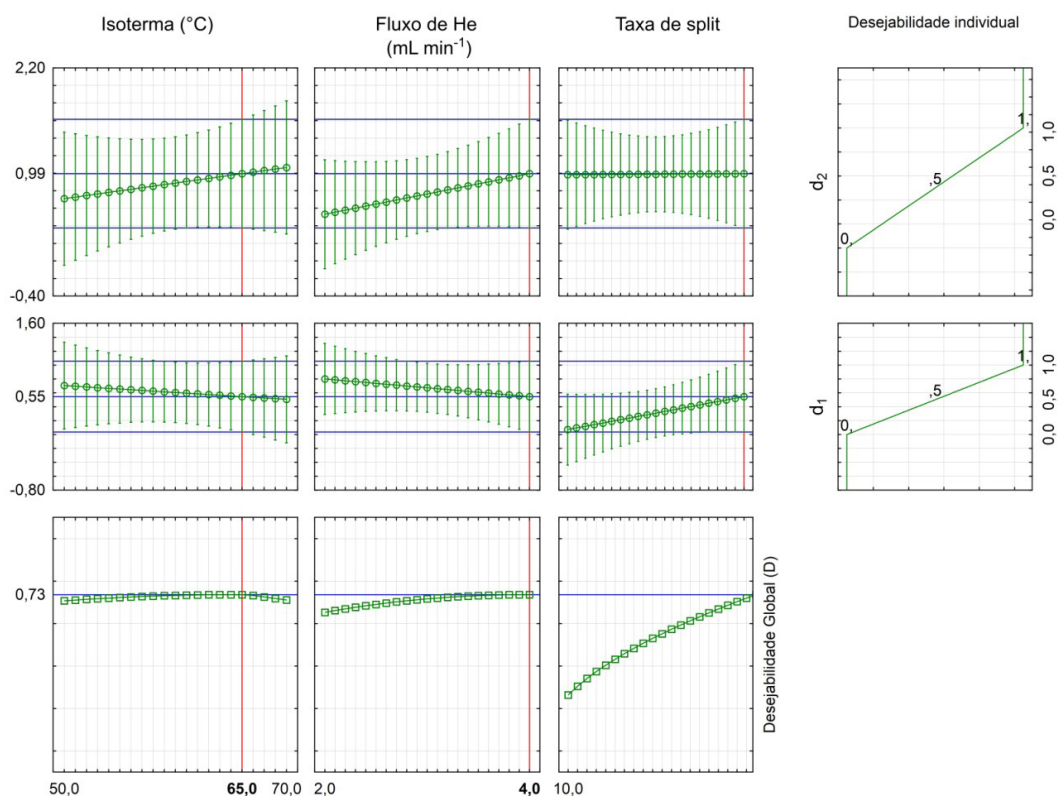 Isoterma (°C)
Fluxo de He
(mL min⁻¹)
Taxa de split
Desejabilidade individual
2,20
0,99
-0,40
d₂
0,
,5
1,
0,0 0,5 1,0
1,60
0,55
-0,80
d₁
0,
,5
1,
0,0 0,5 1,0
0,73
Desejabilidade Global (D)
50,0 65,0 70,0 2,0 4,0 10,0